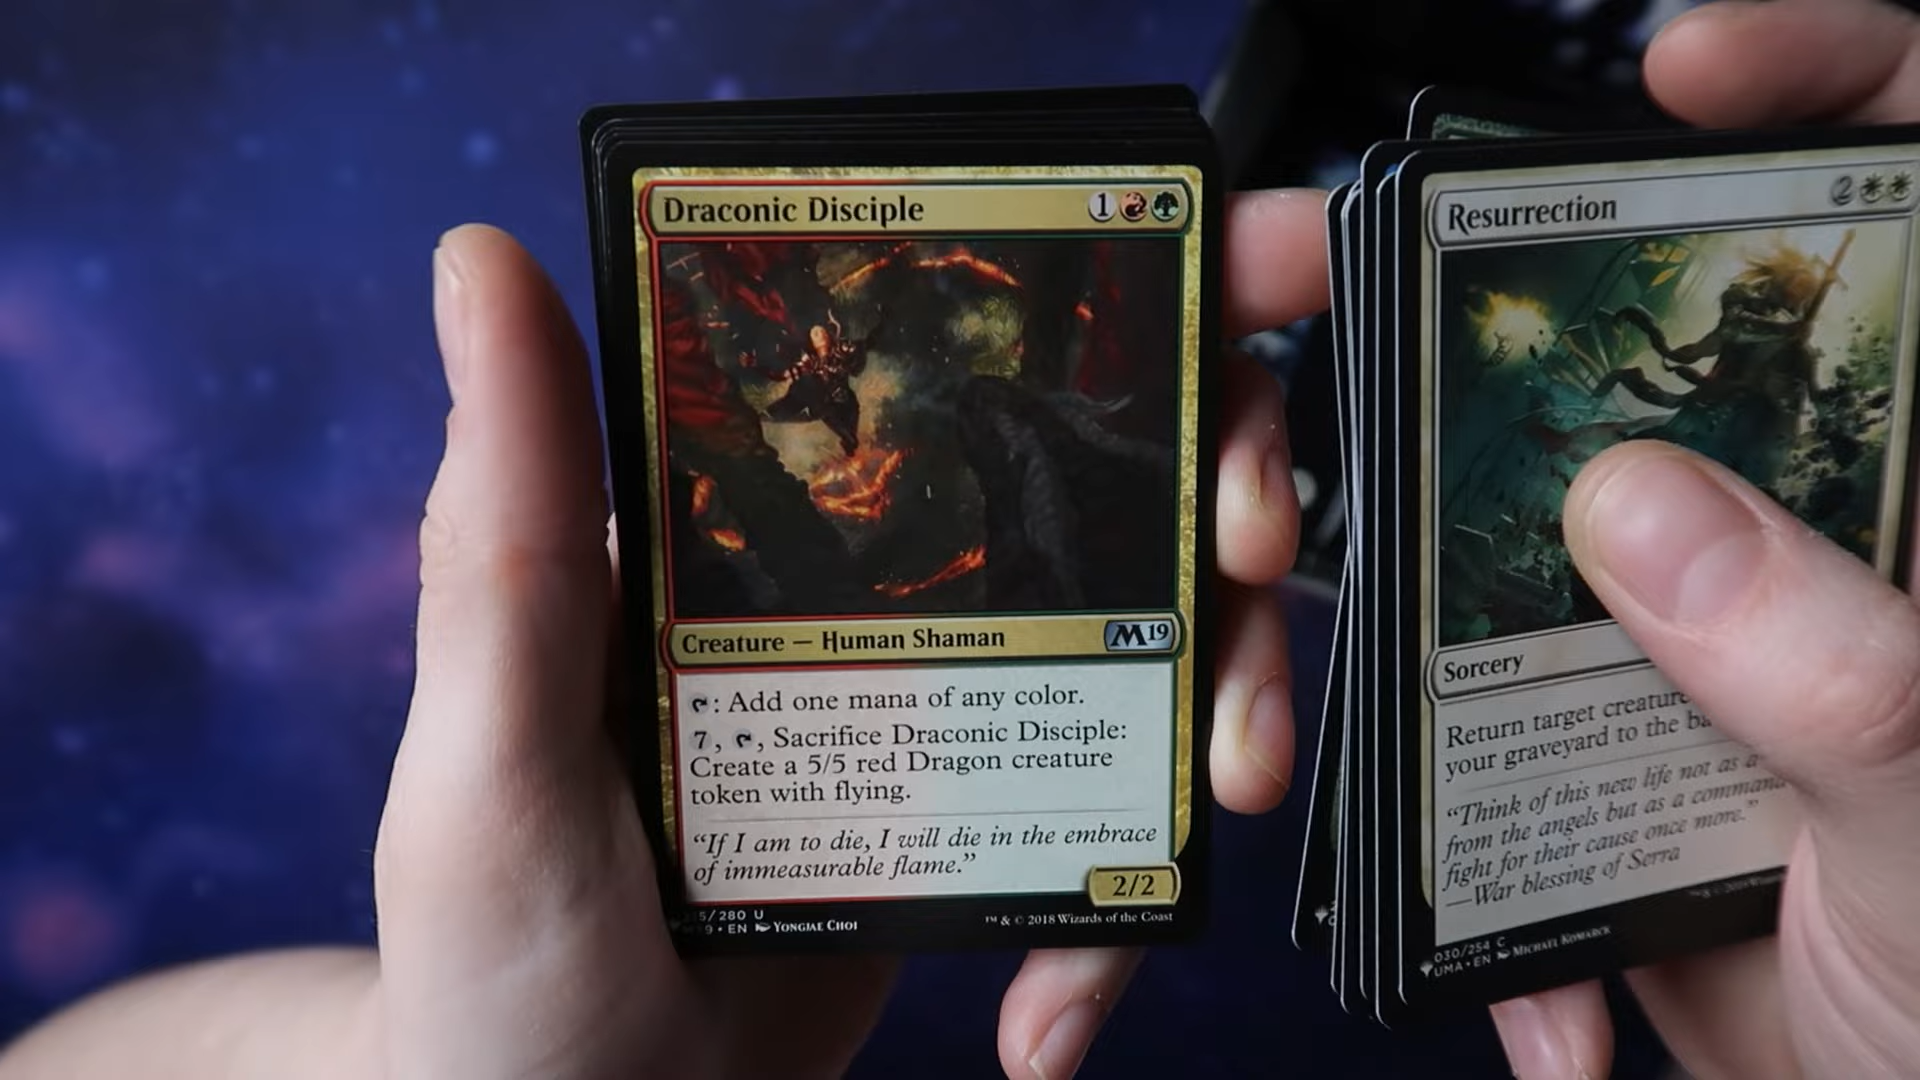 Draconic Disciple
1
Creature — Human Shaman
M19
: Add one mana of any color.
7, , Sacrifice Draconic Disciple:
Create a 5/5 red Dragon creature
token with flying.
“If I am to die, I will die in the embrace
of immeasurable flame.”
2/2
/280 U
EN YONGJAE CHOI
™ & © 2018 Wizards of the Coast
Resurrection
2
Sorcery
Return target creature
your graveyard to the
“Think of this new life not as a
from the angels but as a command
fight for their cause once more.”
—War blessing of Serra
030/254 C
UMA • EN MICHAEL KOMARCK